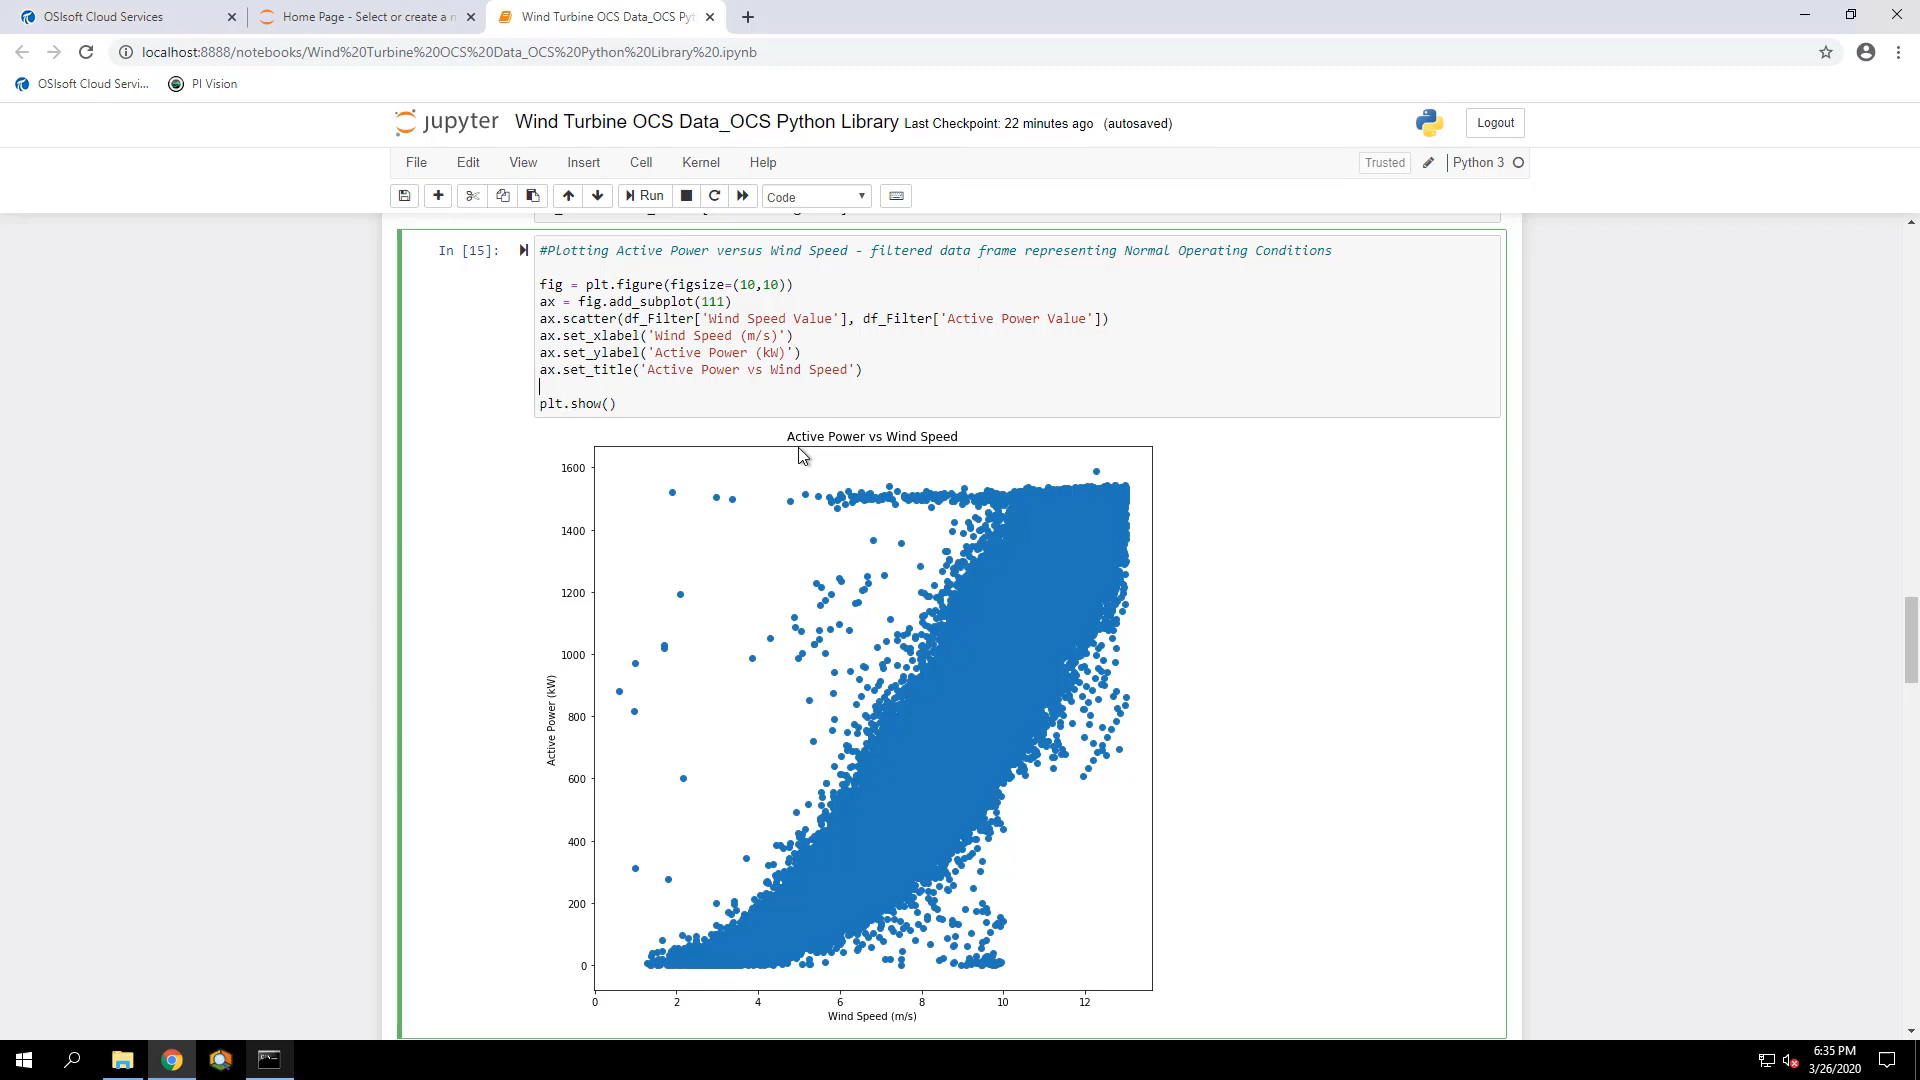 OSIsoft Cloud Services
Home Page - Select or create a n
Wind Turbine OCS Data_OCS Pyt
localhost:8888/notebooks/Wind%20Turbine%20OCS%20Data_OCS%20Python%20Library%20.ipynb
OSIsoft Cloud Servi...
PI Vision
jupyter
Wind Turbine OCS Data_OCS Python Library
Last Checkpoint: 22 minutes ago (autosaved)
Logout
File Edit View Insert Cell Kernel Help
Trusted
Python 3
Run
Code
In [15]:
#Plotting Active Power versus Wind Speed - filtered data frame representing Normal Operating Conditions
fig = plt.figure(figsize=(10,10))
ax = fig.add_subplot(111)
ax.scatter(df_Filter['Wind Speed Value'], df_Filter['Active Power Value'])
ax.set_xlabel('Wind Speed (m/s)')
ax.set_ylabel('Active Power (kW)')
ax.set_title('Active Power vs Wind Speed')
plt.show()
Active Power vs Wind Speed
1600
1400
1200
1000
800
600
400
200
0
Active Power (kW)
0 2 4 6 8 10 12
Wind Speed (m/s)
6:35 PM
3/26/2020